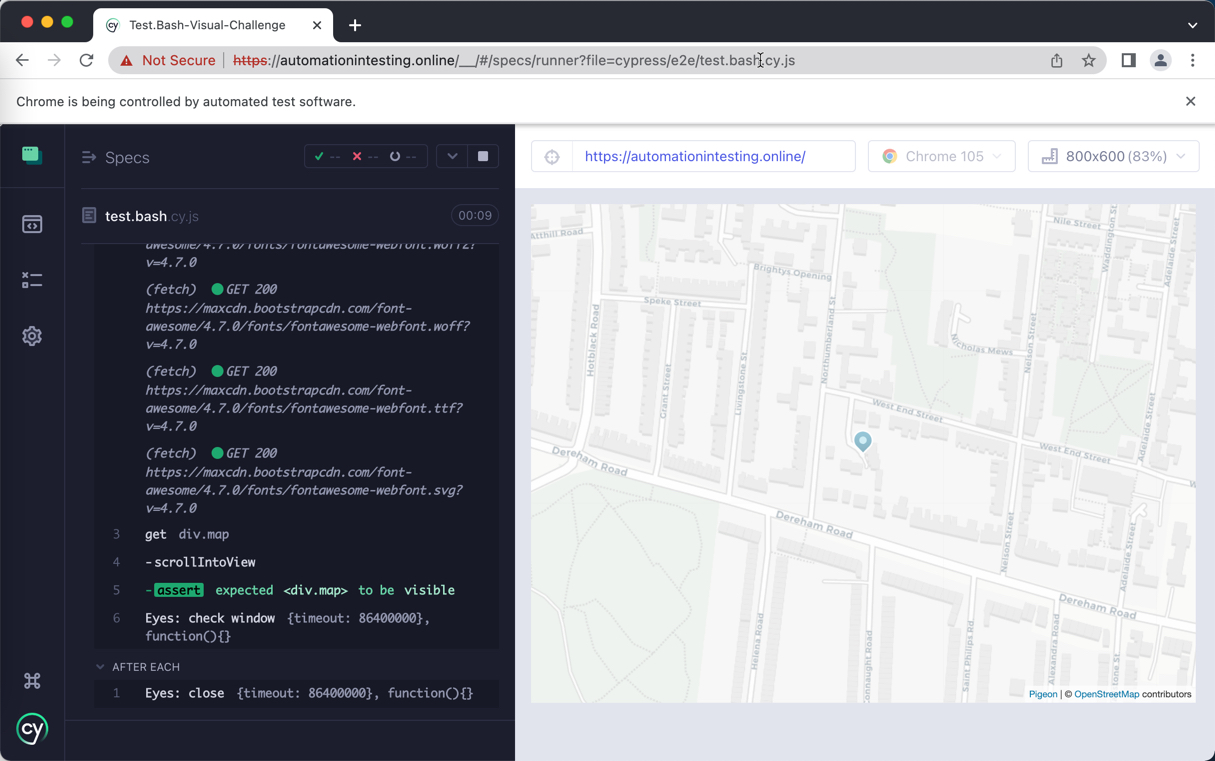 Test.Bash-Visual-Challenge
Not Secure
https://automationintesting.online/__/#/specs/runner?file=cypress/e2e/test.bash.cy.js
Chrome is being controlled by automated test software.
Specs
-- -- --
test.bash.cy.js
00:09
awesome/4.7.0/fonts/fontawesome-webfont.woff2?
v=4.7.0
(fetch) GET 200
https://maxcdn.bootstrapcdn.com/font-
awesome/4.7.0/fonts/fontawesome-webfont.woff?
v=4.7.0
(fetch) GET 200
https://maxcdn.bootstrapcdn.com/font-
awesome/4.7.0/fonts/fontawesome-webfont.ttf?
v=4.7.0
(fetch) GET 200
https://maxcdn.bootstrapcdn.com/font-
awesome/4.7.0/fonts/fontawesome-webfont.svg?
v=4.7.0
3 get div.map
4 -scrollIntoView
5 -assert expected <div.map> to be visible
6 Eyes: check window {timeout: 86400000},
function(){}
AFTER EACH
1 Eyes: close {timeout: 86400000}, function(){}
cy
https://automationintesting.online/
Chrome 105
800x600 (83%)
Atthill Road
Nile Street
Waddington St
Adelaide Street
Brightys Opening
Speke Street
Hotblack Road
Northumberland St
Nicholas Mews
Nelson Street
Grant Street
Livingstone St
West End Street
Adelaide Street
West End Street
Dereham Road
Dereham Road
Nelson Street
Adelaide Street
Dereham Road
Helena Road
Connaught Road
Saint Philips Rd
Alexandra Road
Pigeon | © OpenStreetMap contributors